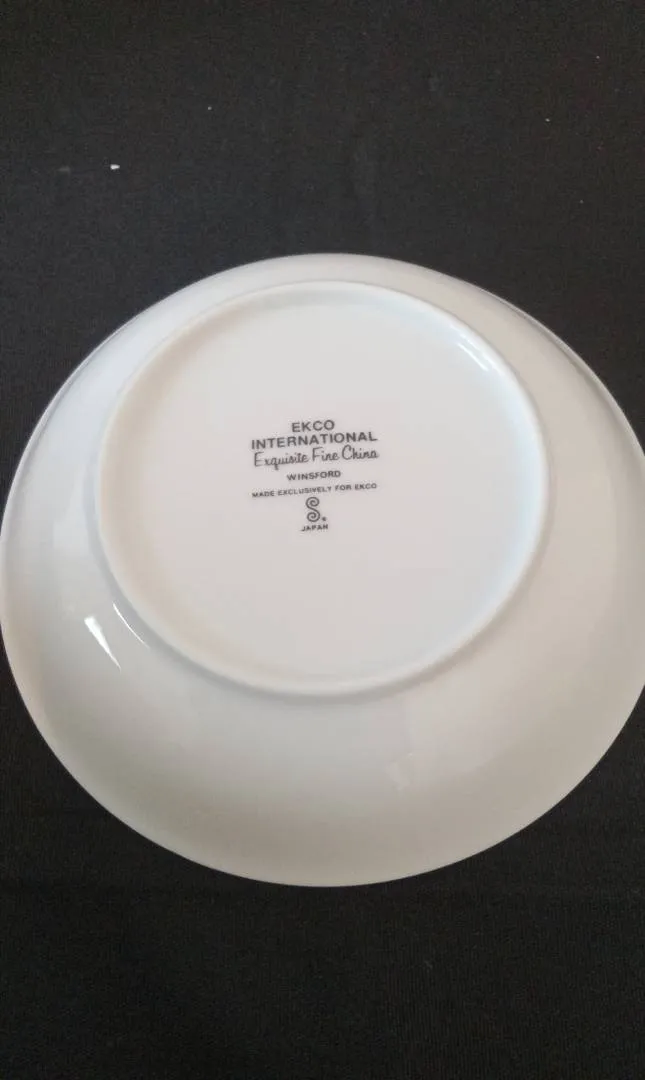 EKCO
INTERNATIONAL
Exquisite Fine China
WINSFORD
MADE EXCLUSIVELY FOR EKCO
S®
JAPAN